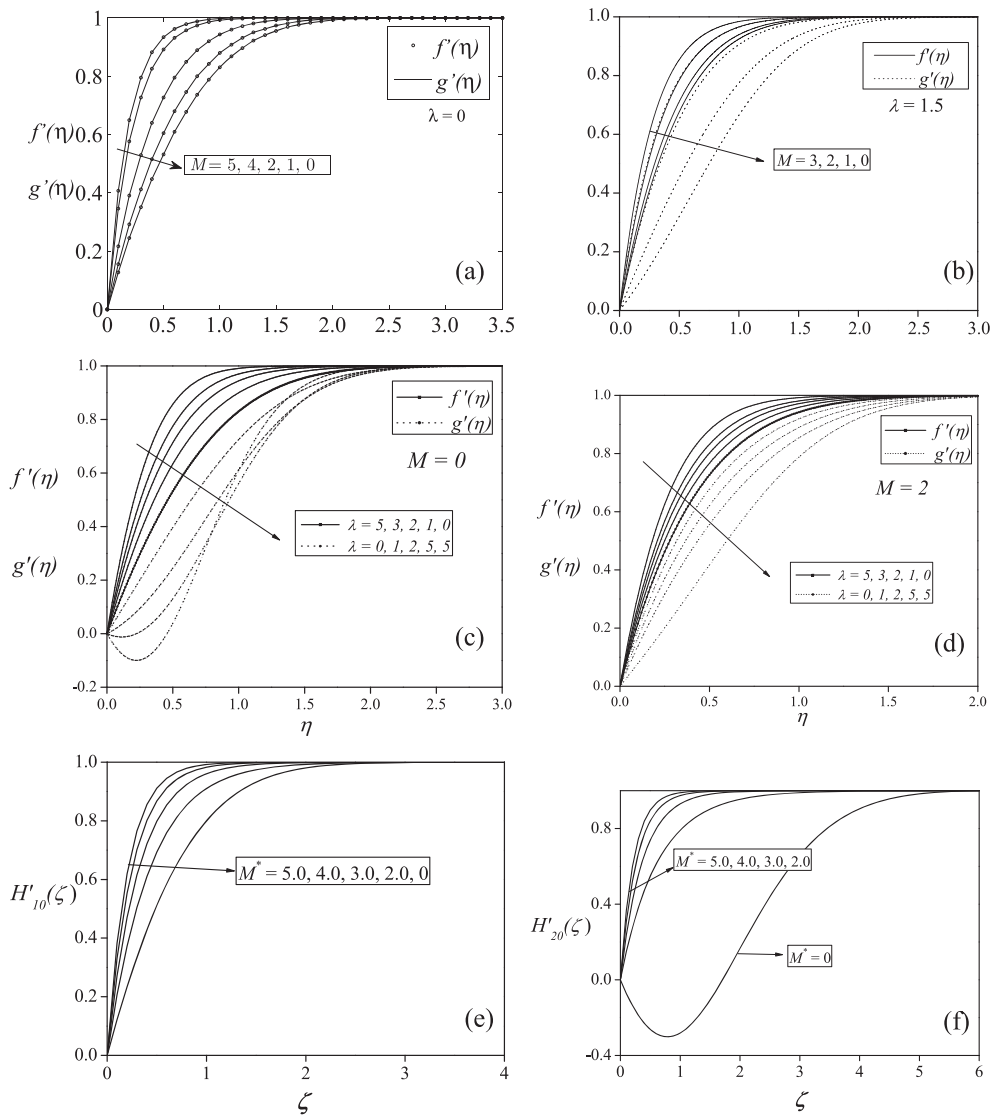 1
0.8
0.6
0.4
0.2
0
f'(η)
g'(η)
f'(η)
g'(η)
λ = 0
M = 5, 4, 2, 1, 0
(a)
0 0.5 1.0 1.5 2.0 2.5 3.0 3.5
1.0
0.8
0.6
0.4
0.2
0.0
f'(η)
g'(η)
λ = 1.5
M = 3, 2, 1, 0
(b)
0.0 0.5 1.0 1.5 2.0 2.5 3.0
1.0
0.8
0.6
0.4
0.2
0.0
-0.2
f'(η)
g'(η)
f'(η)
g'(η)
M = 0
λ = 5, 3, 2, 1, 0
λ = 0, 1, 2, 5, 5
(c)
0.0 0.5 1.0 1.5 2.0 2.5 3.0
η
1.0
0.8
0.6
0.4
0.2
0.0
f'(η)
g'(η)
f'(η)
g'(η)
M = 2
λ = 5, 3, 2, 1, 0
λ = 0, 1, 2, 5, 5
(d)
0.0 0.5 1.0 1.5 2.0
η
1.0
0.8
0.6
0.4
0.2
0.0
H'10(ζ)
M* = 5.0, 4.0, 3.0, 2.0, 0
(e)
0 1 2 3 4
ζ
0.8
0.4
0.0
-0.4
H'20(ζ)
M* = 5.0, 4.0, 3.0, 2.0
M* = 0
(f)
0 1 2 3 4 5 6
ζ